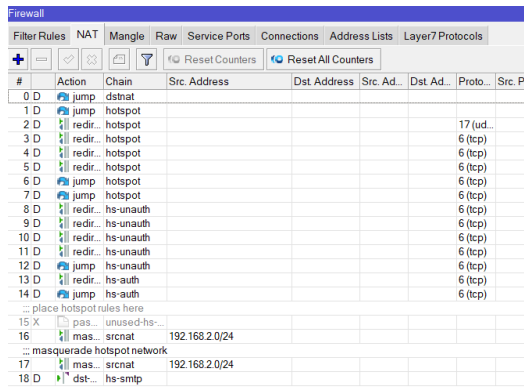 Firewall
Filter Rules NAT Mangle Raw Service Ports Connections Address Lists Layer7 Protocols
Reset Counters Reset All Counters
# Action Chain Src. Address Dst. Address Src. Ad... Dst. Ad... Proto... Src. P
0 D jump dstnat
1 D jump hotspot
2 D redir... hotspot 17 (ud...
3 D redir... hotspot 6 (tcp)
4 D redir... hotspot 6 (tcp)
5 D redir... hotspot 6 (tcp)
6 D jump hotspot 6 (tcp)
7 D jump hotspot 6 (tcp)
8 D redir... hs-unauth 6 (tcp)
9 D redir... hs-unauth 6 (tcp)
10 D redir... hs-unauth 6 (tcp)
11 D redir... hs-unauth 6 (tcp)
12 D jump hs-unauth 6 (tcp)
13 D redir... hs-auth 6 (tcp)
14 D jump hs-auth 6 (tcp)
::: place hotspot rules here
15 X pas... unused-hs-...
16 mas... srcnat 192.168.2.0/24
::: masquerade hotspot network
17 mas... srcnat 192.168.2.0/24
18 D dst-... hs-smtp